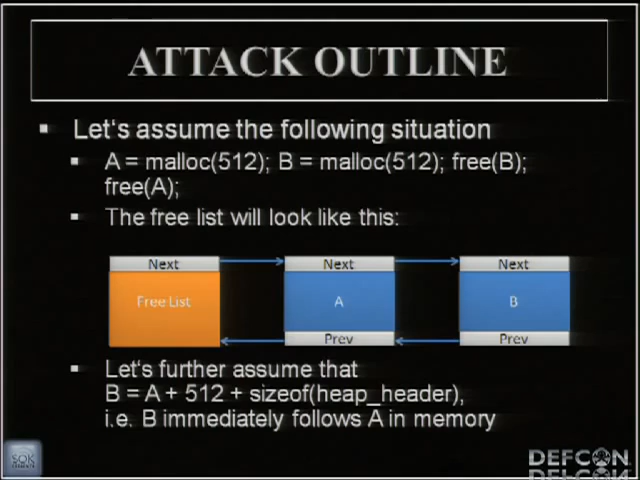 ATTACK OUTLINE
Let's assume the following situation
A = malloc(512); B = malloc(512); free(B);
free(A);
The free list will look like this:
Next Next Next
Free List A B
Prev Prev
Let's further assume that
B = A + 512 + sizeof(heap_header),
i.e. B immediately follows A in memory
SQK
DEFCON